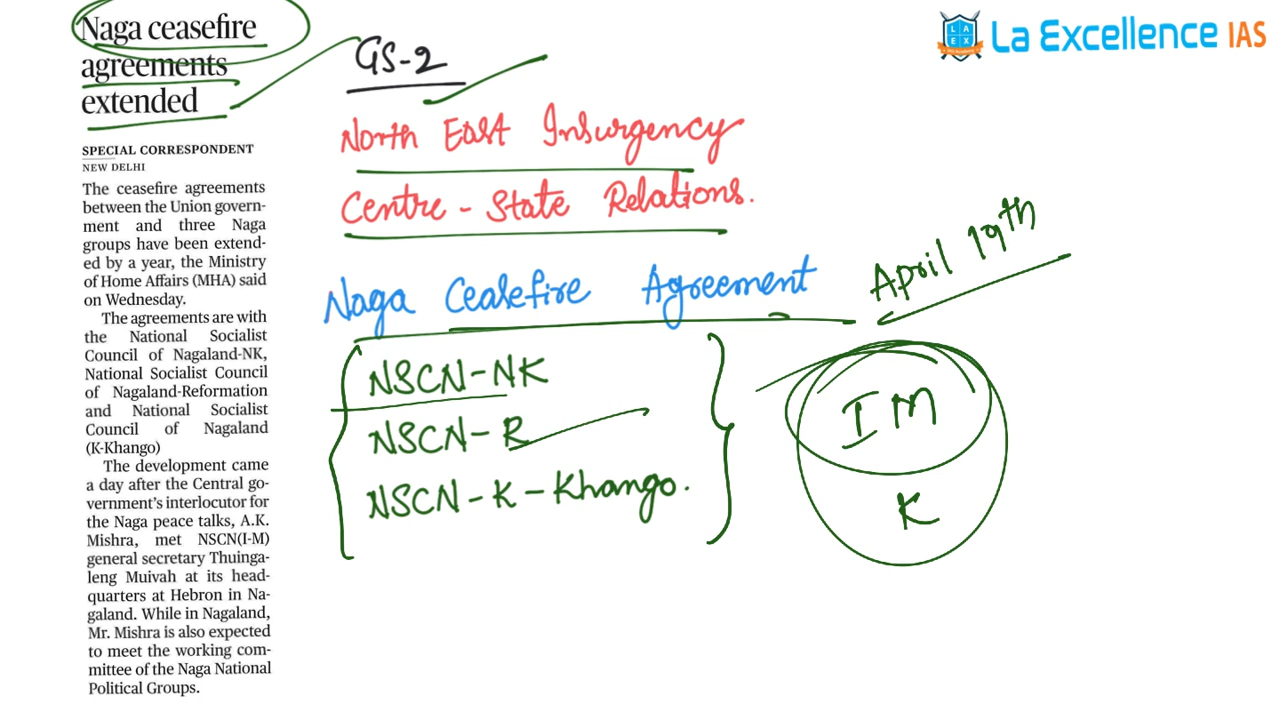 Naga ceasefire
agreements
extended
SPECIAL CORRESPONDENT
NEW DELHI
The ceasefire agreements
between the Union govern-
ment and three Naga
groups have been extend-
ed by a year, the Ministry
of Home Affairs (MHA) said
on Wednesday.
The agreements are with
the National Socialist
Council of Nagaland-NK,
National Socialist Council
of Nagaland-Reformation
and National Socialist
Council of Nagaland
(K-Khango)
The development came
a day after the Central go-
vernment's interlocutor for
the Naga peace talks, A.K.
Mishra, met NSCN(I-M)
general secretary Thuinga-
leng Muivah at its head-
quarters at Hebron in Na-
galand. While in Nagaland,
Mr. Mishra is also expected
to meet the working com-
mittee of the Naga National
Political Groups.
GS-2
North East Insurgency
Centre - State Relations.
Naga Ceasefire Agreement
April 19th
NSCN-NK
NSCN-R
NSCN-K-Khango.
IM
K
LA
EX
La Excellence IAS